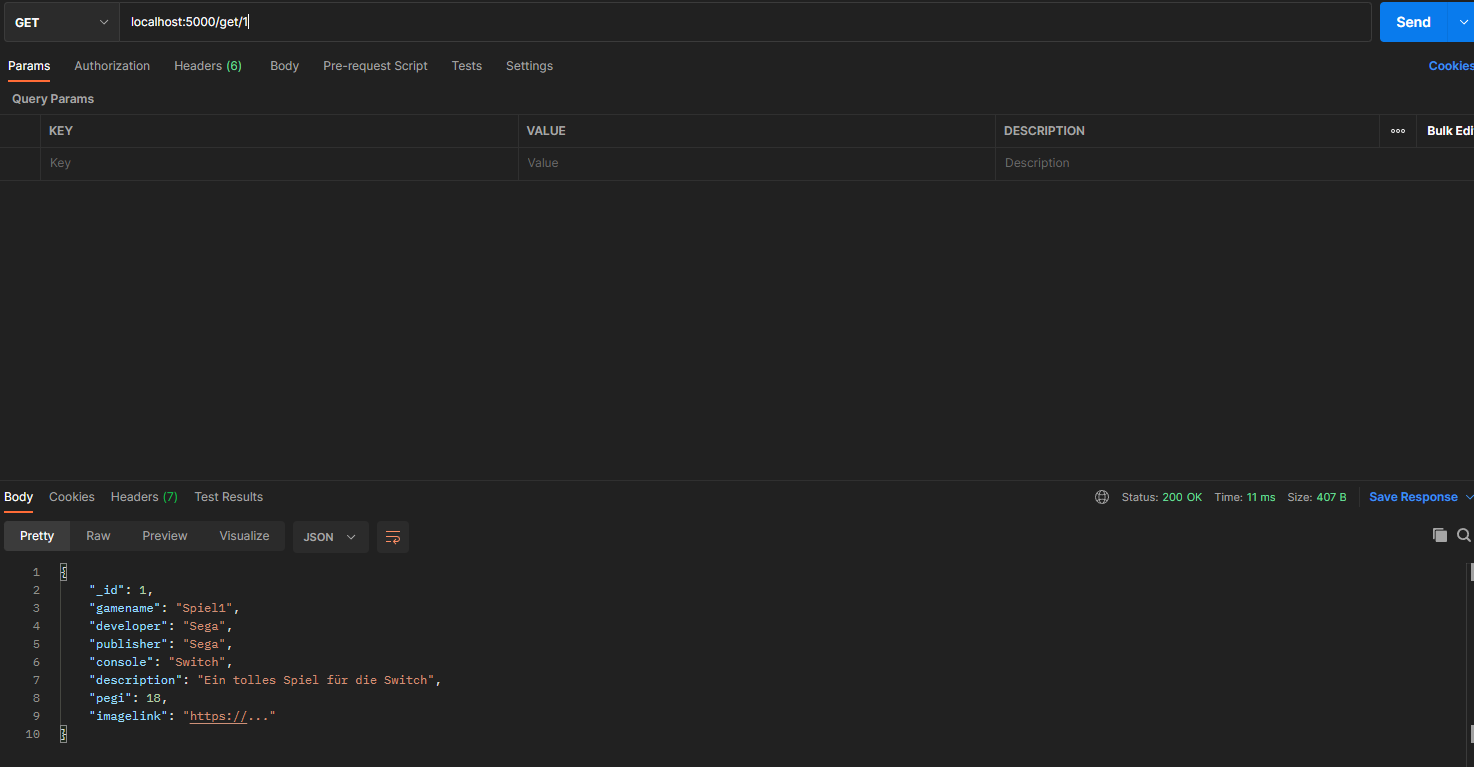 GET localhost:5000/get/1 Send
Params Authorization Headers (6) Body Pre-request Script Tests Settings Cookies
Query Params
KEY VALUE DESCRIPTION ooo Bulk Edi
Key Value Description
Body Cookies Headers (7) Test Results Status: 200 OK Time: 11 ms Size: 407 B Save Response
Pretty Raw Preview Visualize JSON
1 {
2 "_id": 1,
3 "gamename": "Spiel1",
4 "developer": "Sega",
5 "publisher": "Sega",
6 "console": "Switch",
7 "description": "Ein tolles Spiel für die Switch",
8 "pegi": 18,
9 "imagelink": "https://..."
10 }